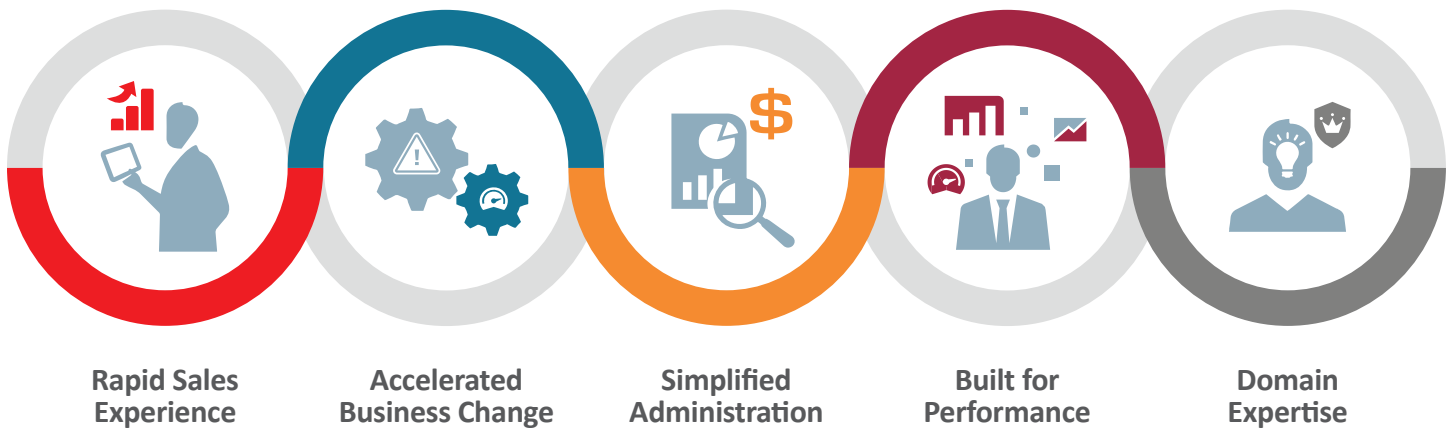 $
!
Rapid Sales
Experience
Accelerated
Business Change
Simplified
Administration
Built for
Performance
Domain
Expertise